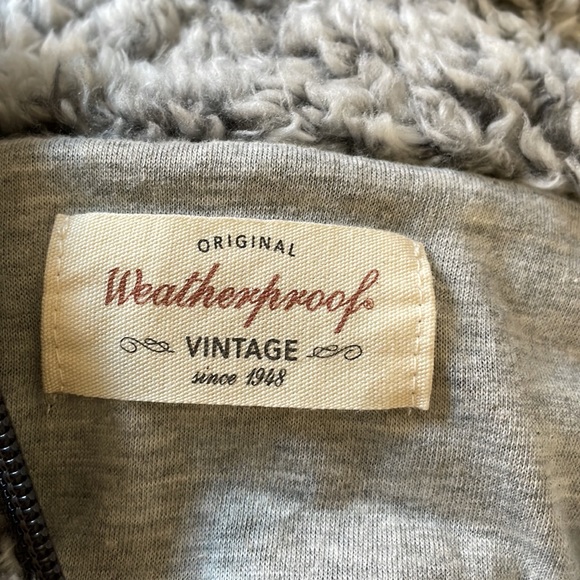 ORIGINAL
Weatherproof®
VINTAGE
since 1948